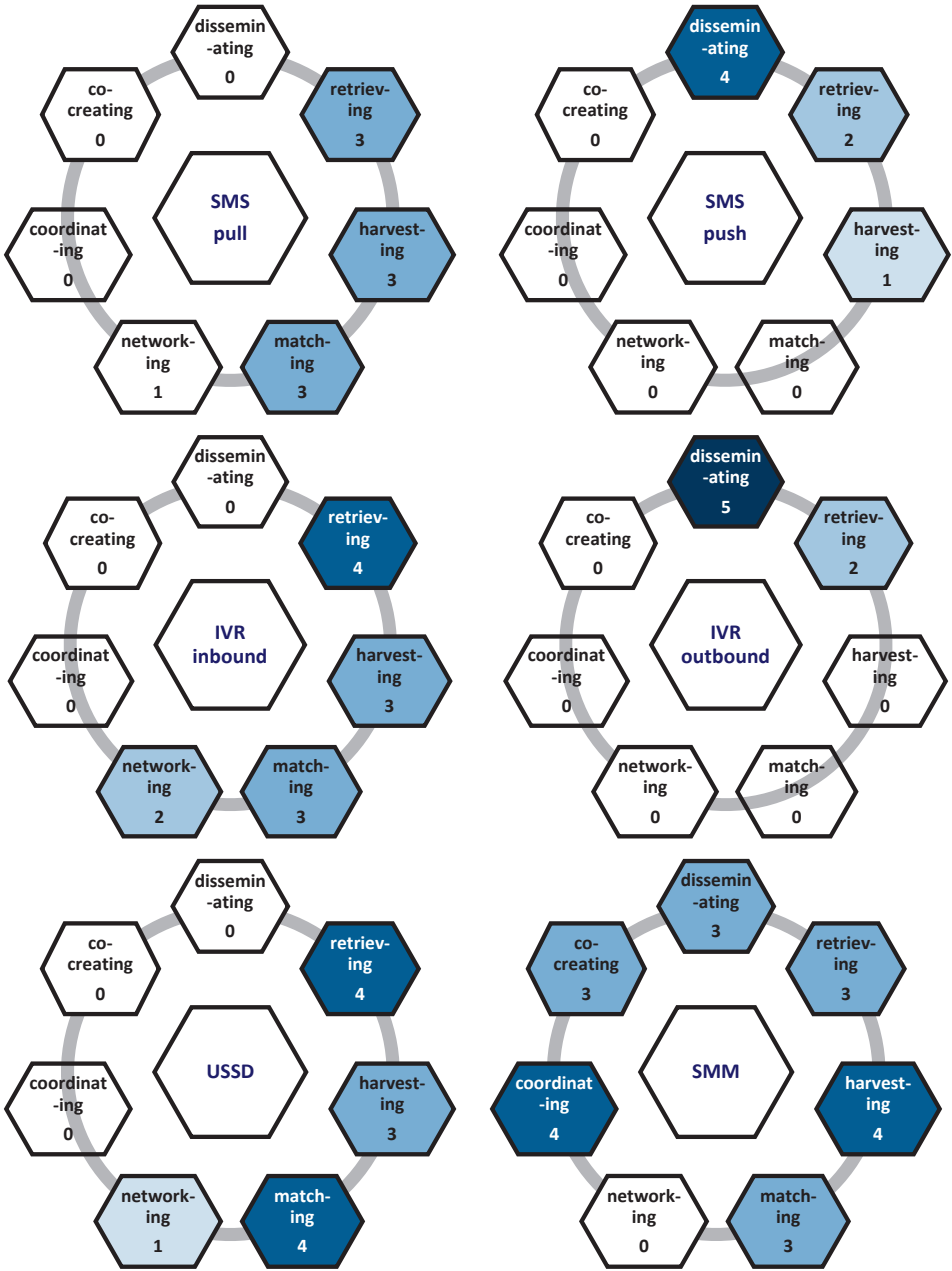 dissemin
-ating
0
retriev-
ing
3
harvest-
ing
3
match-
ing
3
network-
ing
1
coordinat
-ing
0
co-
creating
0
SMS
pull
dissemin
-ating
4
retriev-
ing
2
harvest-
ing
1
match-
ing
0
network-
ing
0
coordinat
-ing
0
co-
creating
0
SMS
push
dissemin
-ating
0
retriev-
ing
4
harvest-
ing
3
match-
ing
3
network-
ing
2
coordinat
-ing
0
co-
creating
0
IVR
inbound
dissemin
-ating
5
retriev-
ing
2
harvest-
ing
0
match-
ing
0
network-
ing
0
coordinat
-ing
0
co-
creating
0
IVR
outbound
dissemin
-ating
0
retriev-
ing
4
harvest-
ing
3
match-
ing
4
network-
ing
1
coordinat
-ing
0
co-
creating
0
USSD
dissemin
-ating
3
retriev-
ing
3
harvest-
ing
4
match-
ing
3
network-
ing
0
coordinat
-ing
4
co-
creating
3
SMM